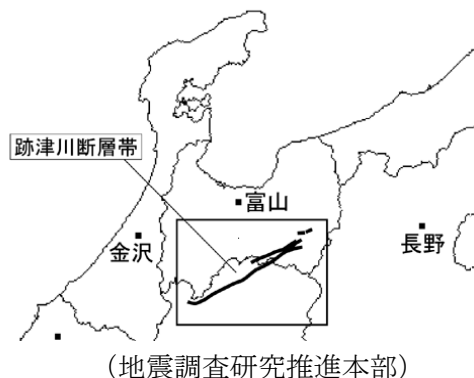 跡津川断層帯
富山
金沢
長野
（地震調査研究推進本部）